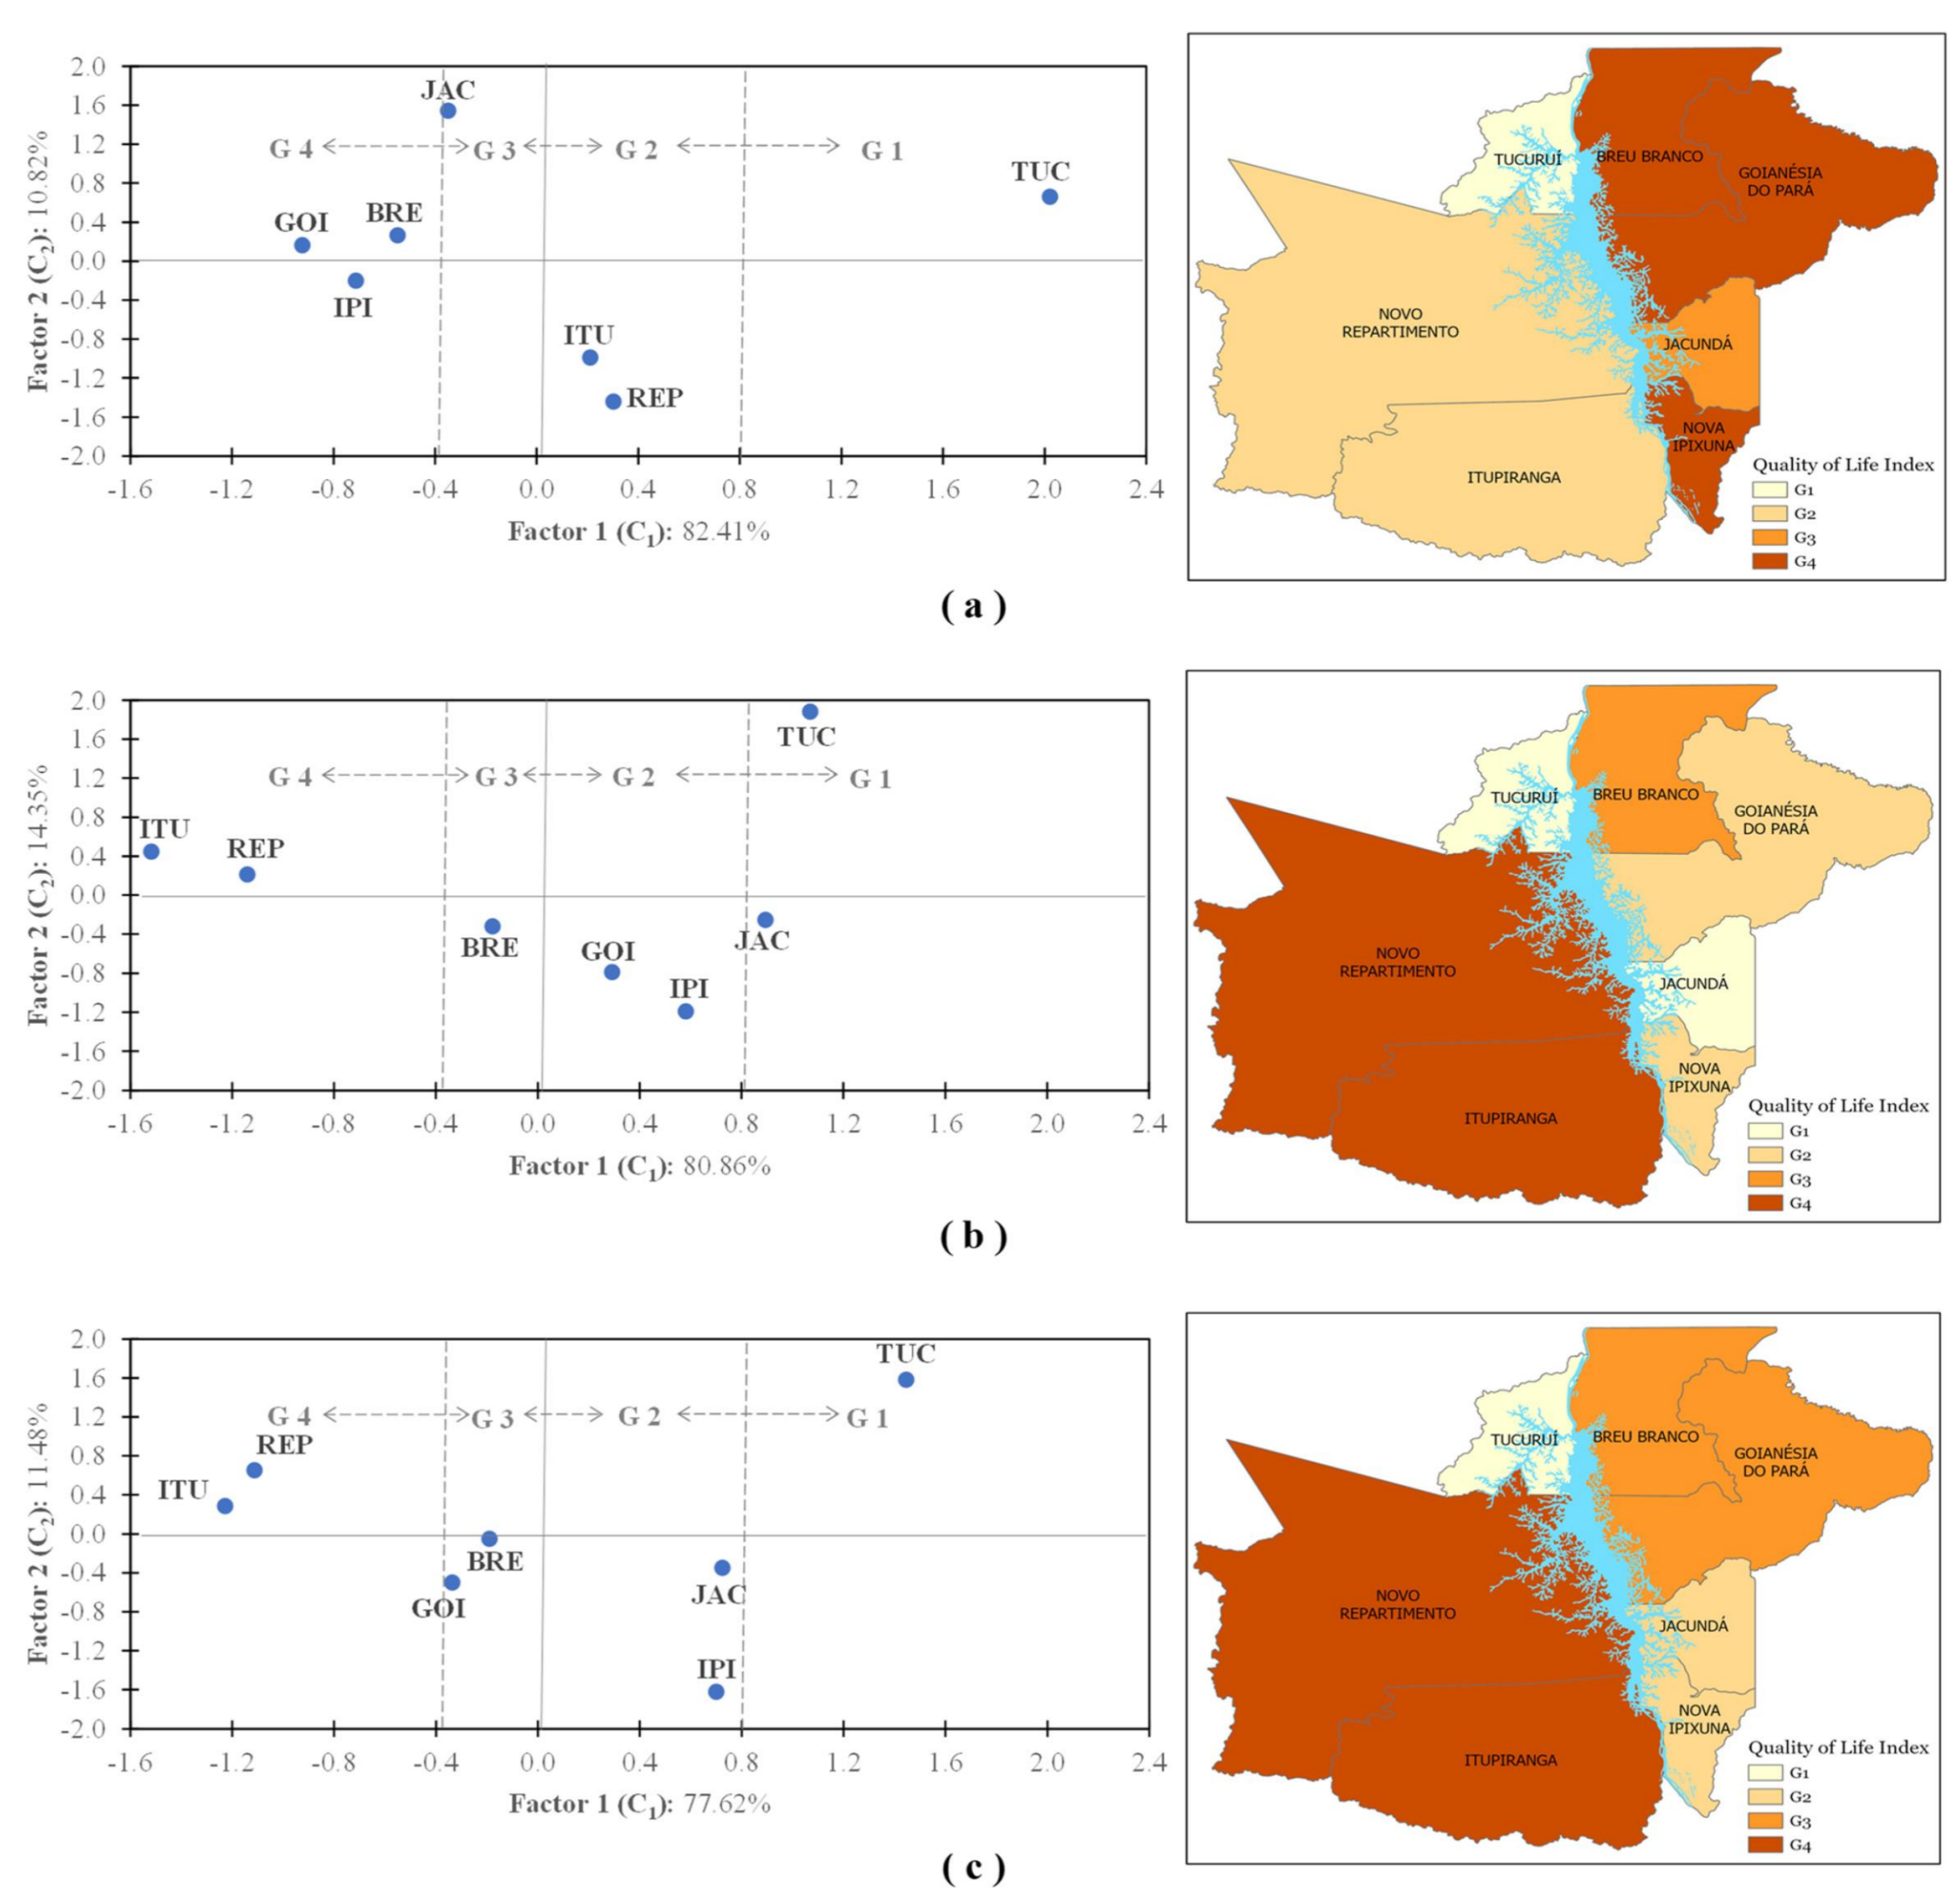 2.0
1.6
1.2
0.8
0.4
0.0
-0.4
-0.8
-1.2
-1.6
-2.0
Factor 2 (C2): 10.82%
JAC
G 4 G 3 G 2 G 1
TUC
GOI BRE
IPI
ITU
REP
-1.6 -1.2 -0.8 -0.4 0.0 0.4 0.8 1.2 1.6 2.0 2.4
Factor 1 (C1): 82.41%
TUCURUÍ
BREU BRANCO
GOIANÉSIA
DO PARÁ
NOVO
REPARTIMENTO
JACUNDÁ
NOVA
IPIXUNA
ITUPIRANGA
Quality of Life Index
G1
G2
G3
G4
( a )
2.0
1.6
1.2
0.8
0.4
0.0
-0.4
-0.8
-1.2
-1.6
-2.0
Factor 2 (C2): 14.35%
TUC
G 4 G 3 G 2 G 1
ITU
REP
BRE
GOI
JAC
IPI
-1.6 -1.2 -0.8 -0.4 0.0 0.4 0.8 1.2 1.6 2.0 2.4
Factor 1 (C1): 80.86%
TUCURUÍ
BREU BRANCO
GOIANÉSIA
DO PARÁ
NOVO
REPARTIMENTO
JACUNDÁ
NOVA
IPIXUNA
ITUPIRANGA
Quality of Life Index
G1
G2
G3
G4
( b )
2.0
1.6
1.2
0.8
0.4
0.0
-0.4
-0.8
-1.2
-1.6
-2.0
Factor 2 (C2): 11.48%
TUC
G 4 G 3 G 2 G 1
REP
ITU
BRE
GOI
JAC
IPI
-1.6 -1.2 -0.8 -0.4 0.0 0.4 0.8 1.2 1.6 2.0 2.4
Factor 1 (C1): 77.62%
TUCURUÍ
BREU BRANCO
GOIANÉSIA
DO PARÁ
NOVO
REPARTIMENTO
JACUNDÁ
NOVA
IPIXUNA
ITUPIRANGA
Quality of Life Index
G1
G2
G3
G4
( c )